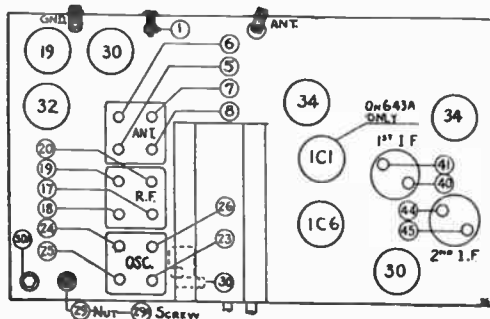 GND
1
ANT.
19
30
6
5
7
8
32
ANT.
34
ON 643A
ONLY
34
1C1
1ST I F
20
19
17
18
R.F.
41
40
24
25
OSC.
26
23
30
1C6
44
45
2ND I.F
30
29 NUT
SCREW